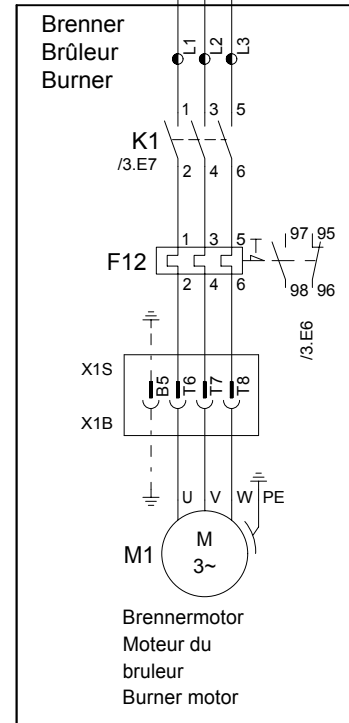 Brenner
Brûleur
Burner
L1 L2 L3
1 3 5
K1
/3.E7
2 4 6
1 3 5
97 95
F12
2 4 6
98 96
/3.E6
X1S
B5 T6 T7 T8
X1B
U V W PE
M1
M
3~
Brennermotor
Moteur du
bruleur
Burner motor